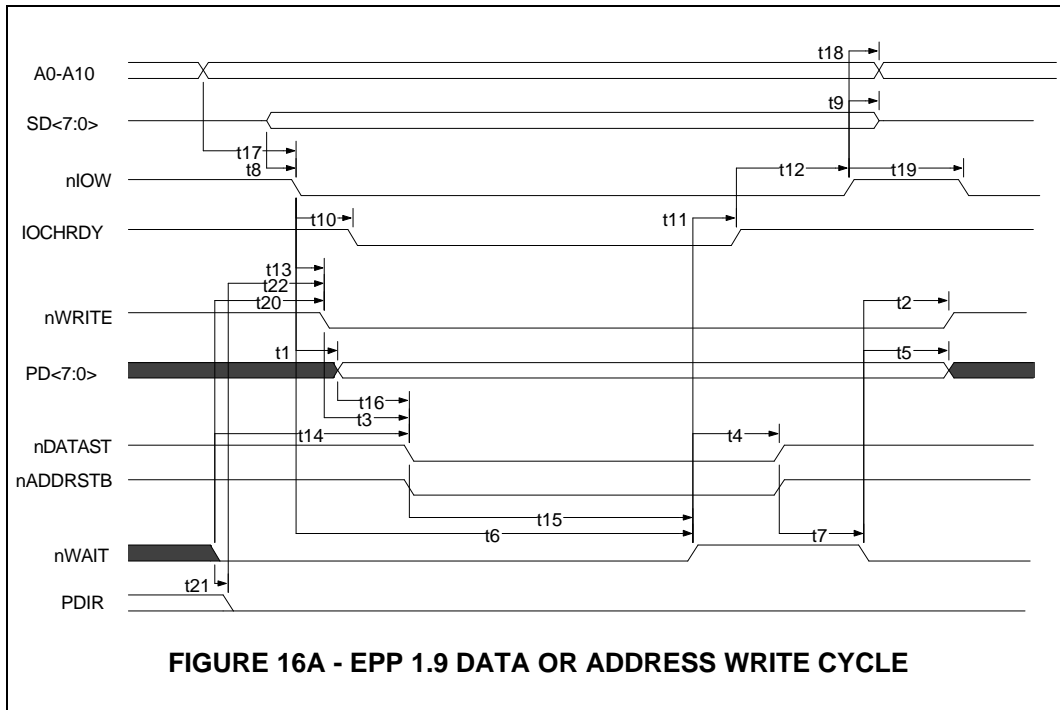 t18
A0-A10
t9
SD<7:0>
t17
t12
t8
t19
nIOW
t10
t11
IOCHRDY
t13
t22
t20
t2
nWRITE
t1
t5
PD<7:0>
t16
t3
t14
t4
nDATAST
nADDRSTB
t15
t6
t7
nWAIT
t21
PDIR
FIGURE 16A - EPP 1.9 DATA OR ADDRESS WRITE CYCLE